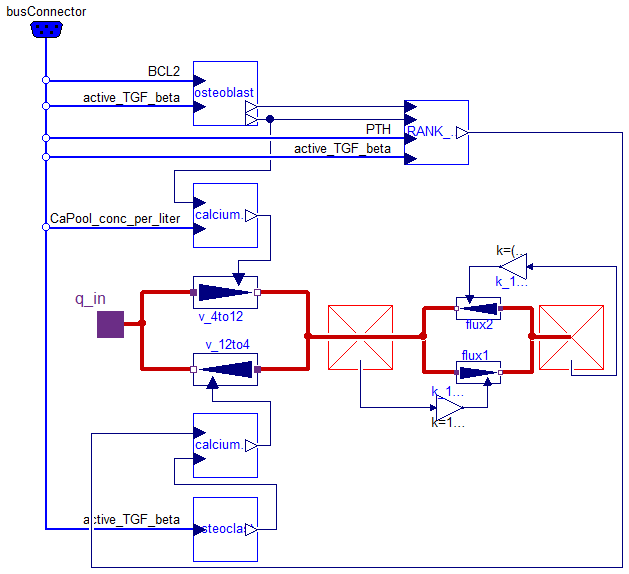 busConnector
BCL2
osteoblast
active_TGF_beta
PTH
RANK_..
active_TGF_beta
calcium.
CaPool_conc_per_liter
k=(..
q_in
k_1...
v_4to12
flux2
v_12to4
flux1
k_1...
k=1...
calcium.
active_TGF_beta
steocla